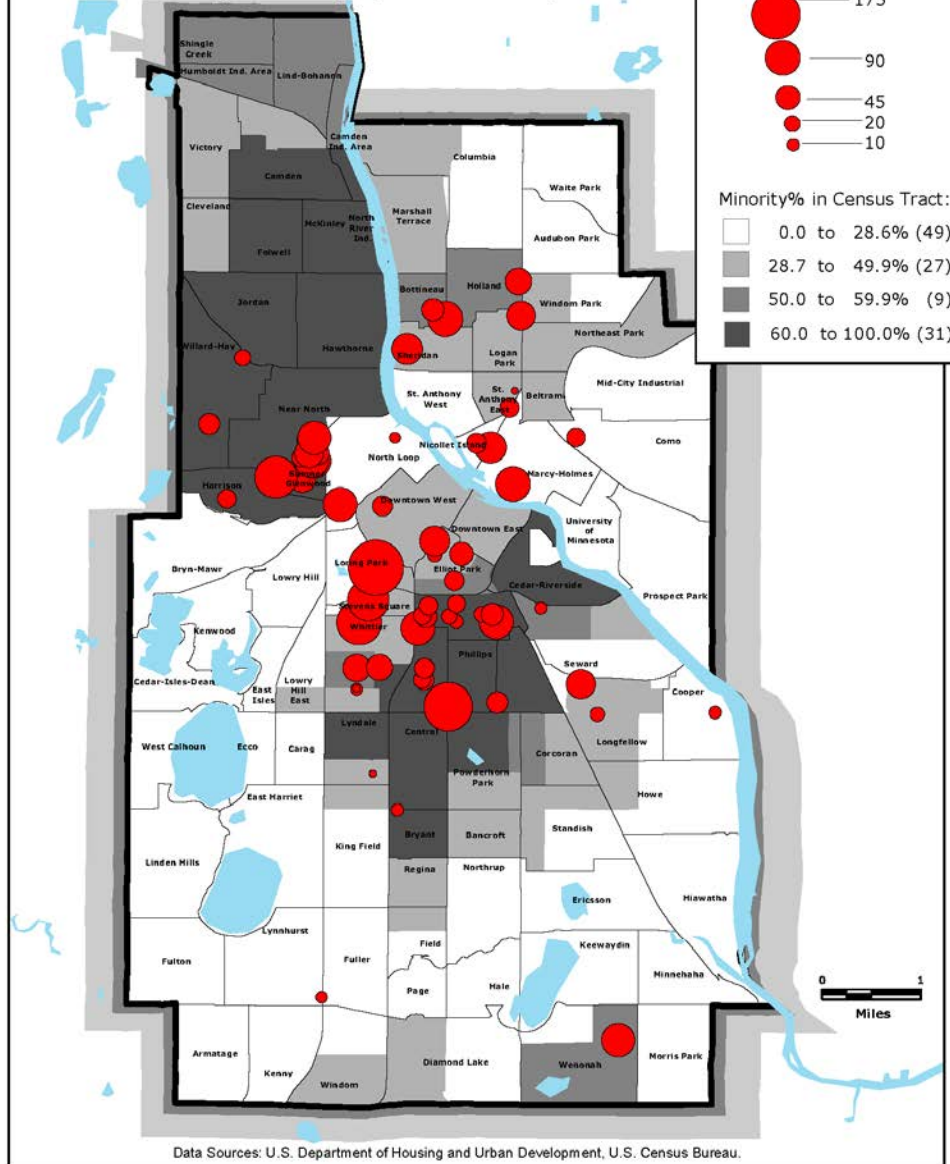 175
90
45
20
10
Minority% in Census Tract:
0.0 to 28.6% (49)
28.7 to 49.9% (27)
50.0 to 59.9% (9)
60.0 to 100.0% (31)
Shingle
Creek
Humboldt Ind. Area
Lind-Bohanon
Victory
Camden
Ind. Area
Columbia
Waite Park
Camden
Cleveland
McKinley
North
River
Ind.
Marshall
Terrace
Audubon Park
Folwell
Bottineau
Holland
Windom Park
Jordan
Northeast Park
Willard-Hay
Hawthorne
Sheridan
Logan
Park
Mid-City Industrial
St. Anthony
West
St.
Anthony
East
Beltrami
Near North
Nicollet Island
Como
North Loop
Marcy-Holmes
Harrison
Glenwood
Downtown West
Downtown East
University
of
Minnesota
Bryn-Mawr
Lowry Hill
Loring Park
Elliot Park
Cedar-Riverside
Prospect Park
Stevens Square
Whittier
Kenwood
Phillips
Seward
Cedar-Isles-Dean
East
Isles
Lowry
Hill
East
Cooper
Lyndale
Central
West Calhoun
Ecco
Carag
Corcoran
Longfellow
Powderhorn
Park
East Harriet
Howe
Standish
Linden Mills
King Field
Bryant
Bancroft
Regina
Northrup
Ericsson
Hiawatha
Lynnhurst
Field
Keewaydin
Fulton
Fuller
Page
Hale
Minnehaha
0 1
Miles
Armatage
Kenny
Windom
Diamond Lake
Wenonah
Morris Park
Data Sources: U.S. Department of Housing and Urban Development, U.S. Census Bureau.